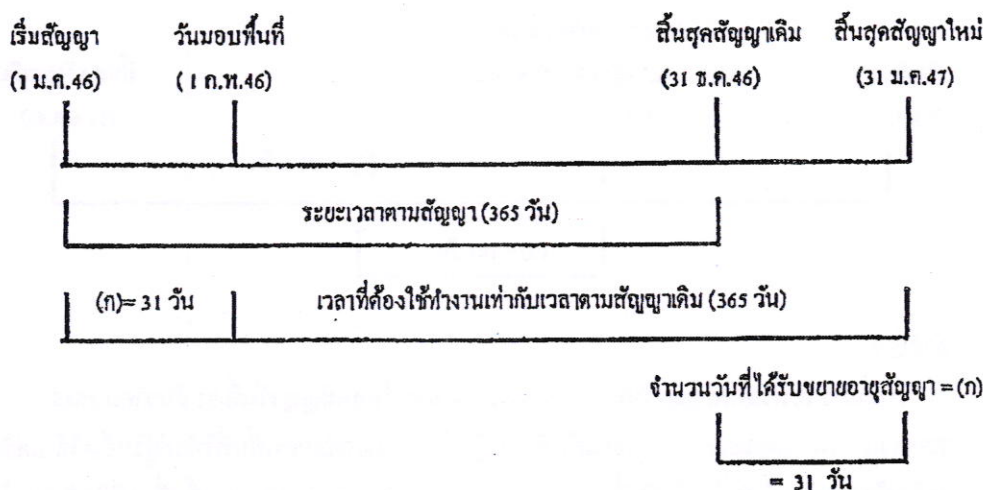 เริ่มสัญญา วันมอบพื้นที่ สิ้นสุดสัญญาเดิม สิ้นสุดสัญญาใหม่
(1 ม.ค.46) (1 ก.พ.46) (31 ธ.ค.46) (31 ม.ค.47)
ระยะเวลาตามสัญญา (365 วัน)
(ก)= 31 วัน เวลาที่ต้องใช้ทำงานเท่ากับเวลาตามสัญญาเดิม (365 วัน)
จำนวนวันที่ได้รับขยายอายุสัญญา = (ก)
= 31 วัน